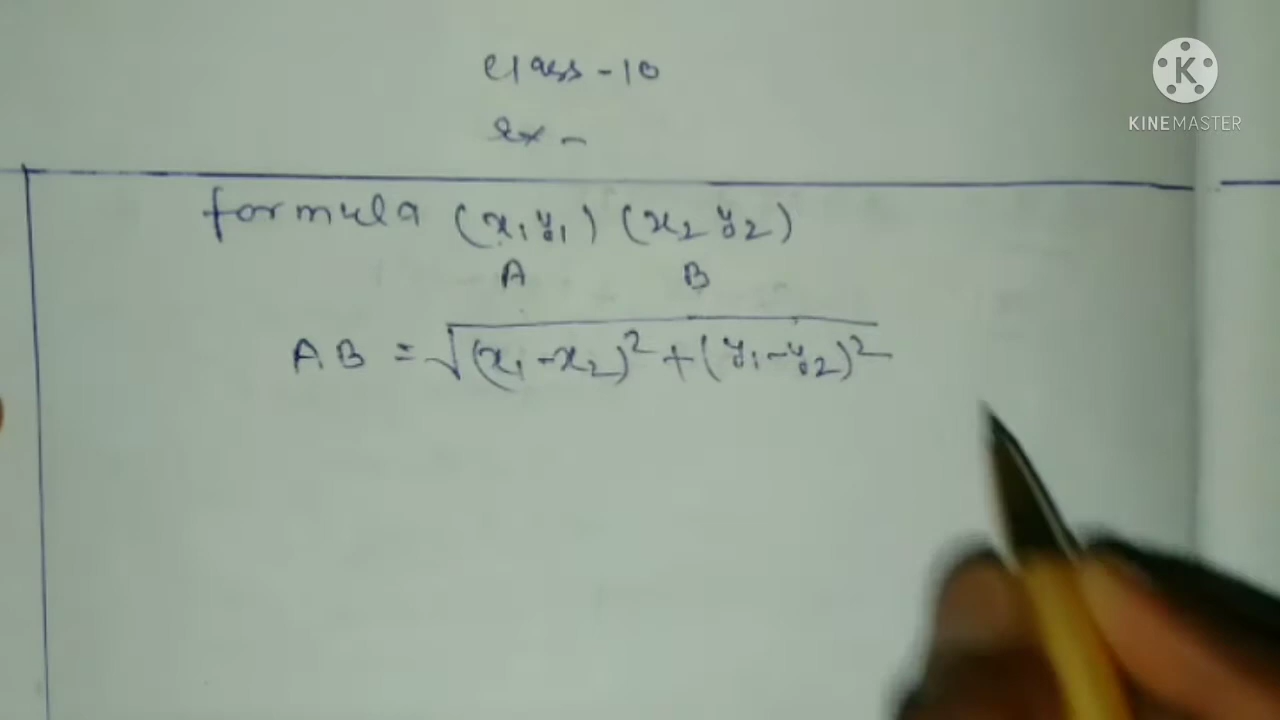 class - 10
Ex -
formula (x₁ y₁) (x₂ y₂)
A B
AB = √(x₁ - x₂)² + (y₁ - y₂)²
K
KINEMASTER